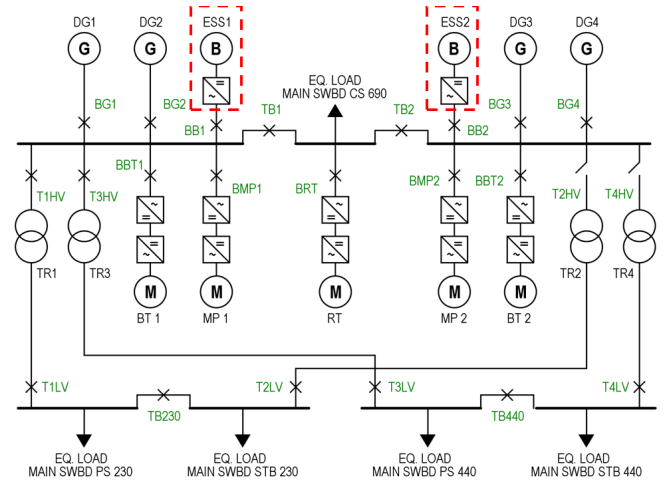 DG1 DG2 ESS1 ESS2 DG3 DG4
G G B B G G
EQ. LOAD
MAIN SWBD CS 690
BG1 BG2 BB1 TB1 TB2 BB2 BG3 BG4
T1HV T3HV BBT1 BMP1 BRT BMP2 BBT2 T2HV T4HV
TR1 TR3 TR2 TR4
M M M M M
BT 1 MP 1 RT MP 2 BT 2
T1LV T2LV T3LV T4LV
TB230 TB440
EQ. LOAD EQ. LOAD EQ. LOAD EQ. LOAD
MAIN SWBD PS 230 MAIN SWBD STB 230 MAIN SWBD PS 440 MAIN SWBD STB 440